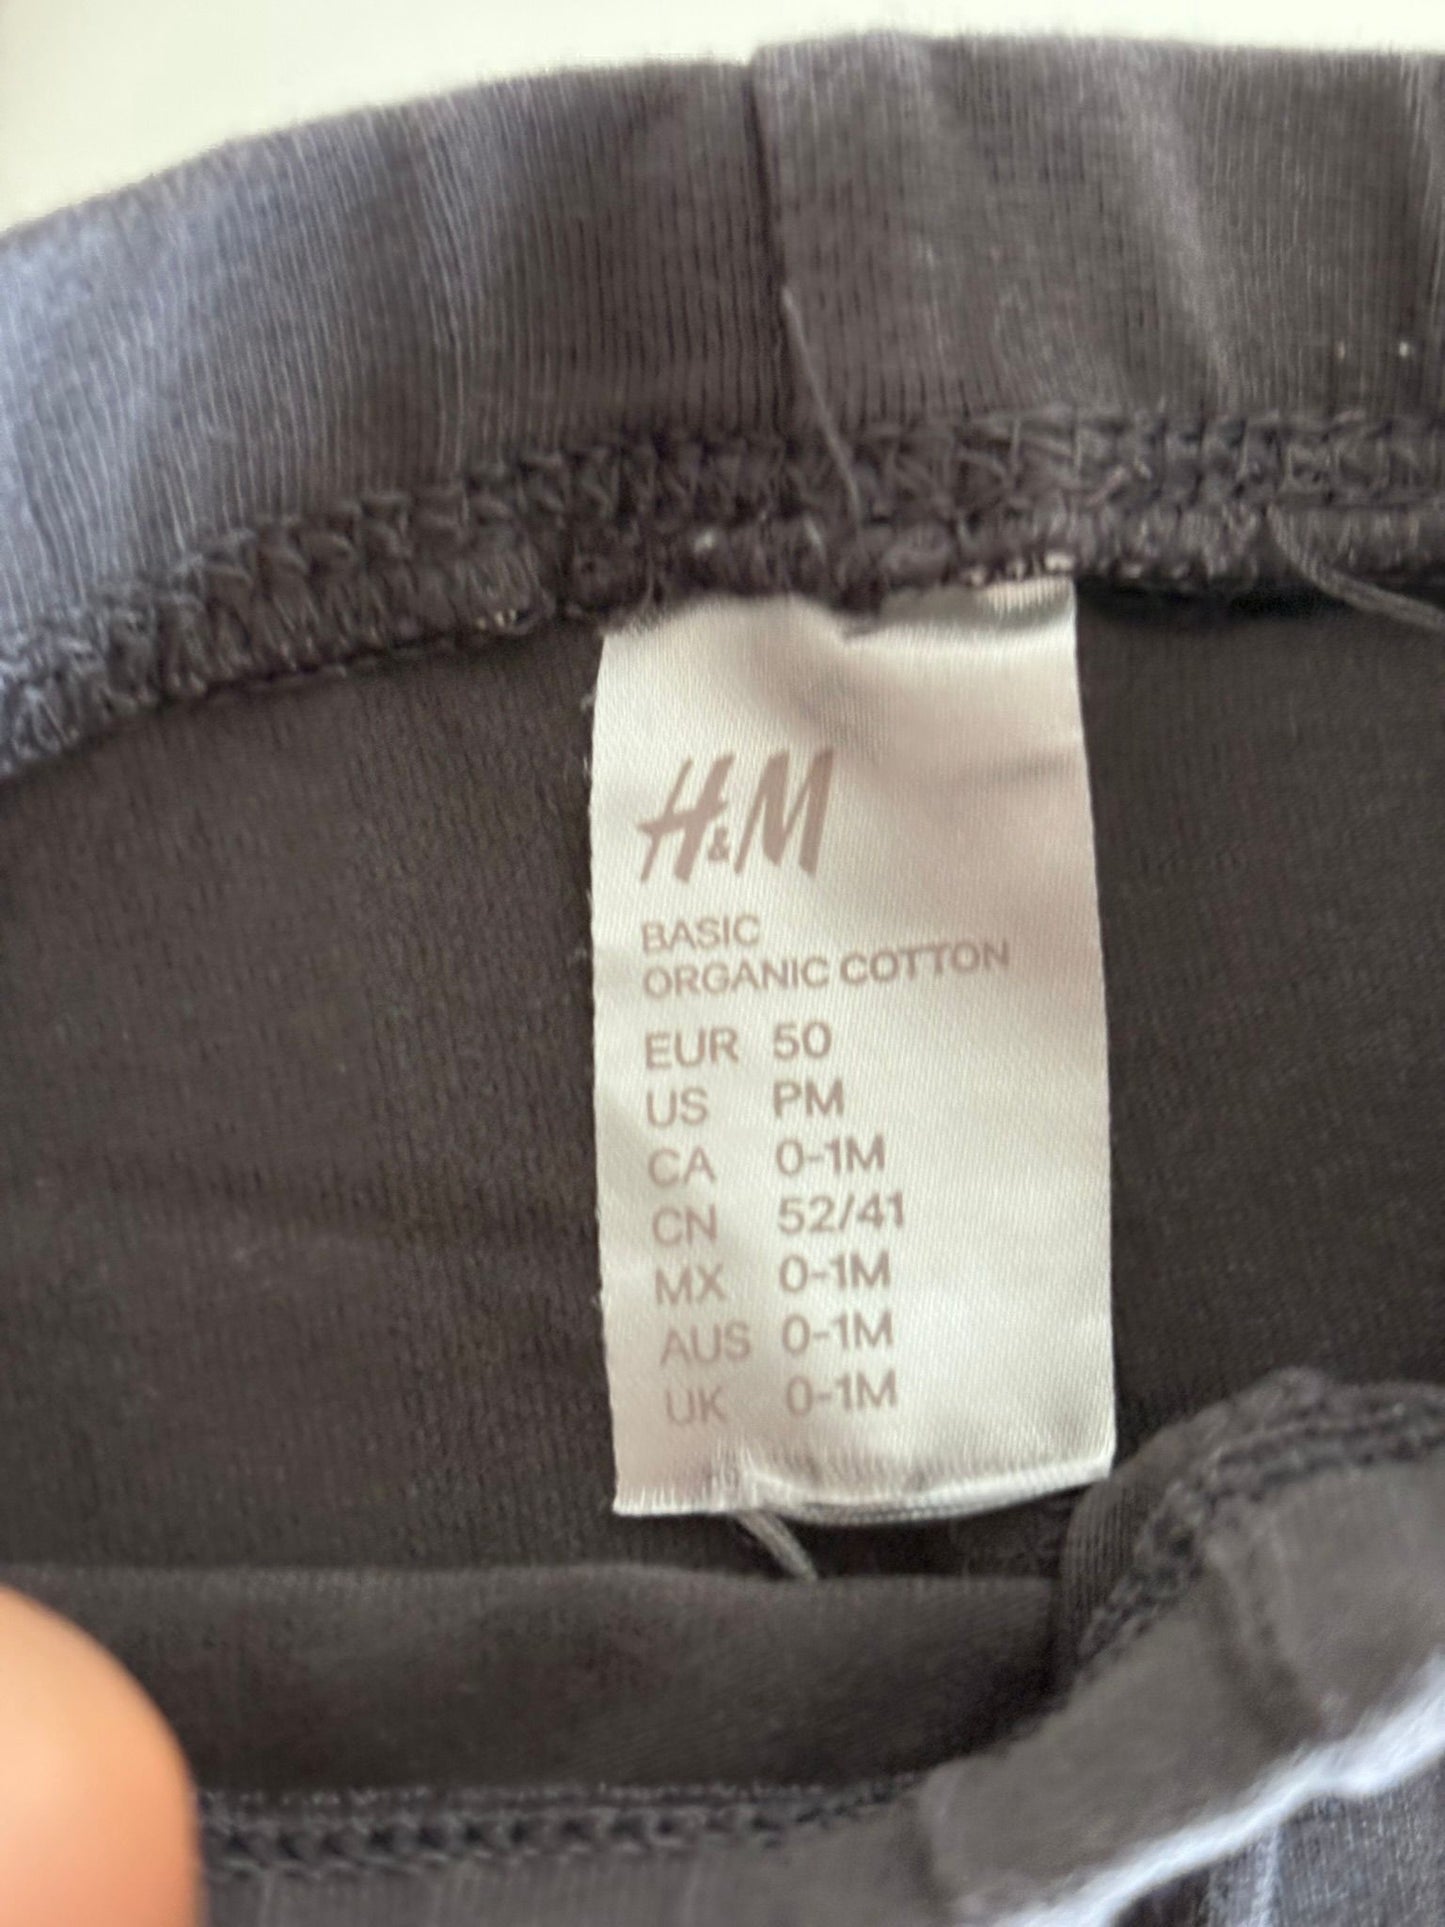 H&M
BASIC
ORGANIC COTTON
EUR 50
US PM
CA 0-1M
CN 52/41
MX 0-1M
AUS 0-1M
UK 0-1M